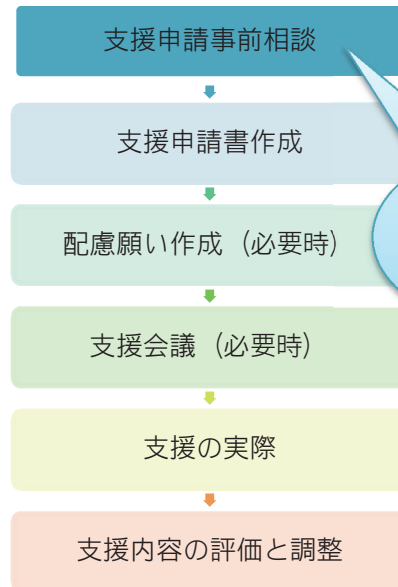 支援申請事前相談
支援申請書作成
配慮願い作成（必要時）
支援会議（必要時）
支援の実際
支援内容の評価と調整